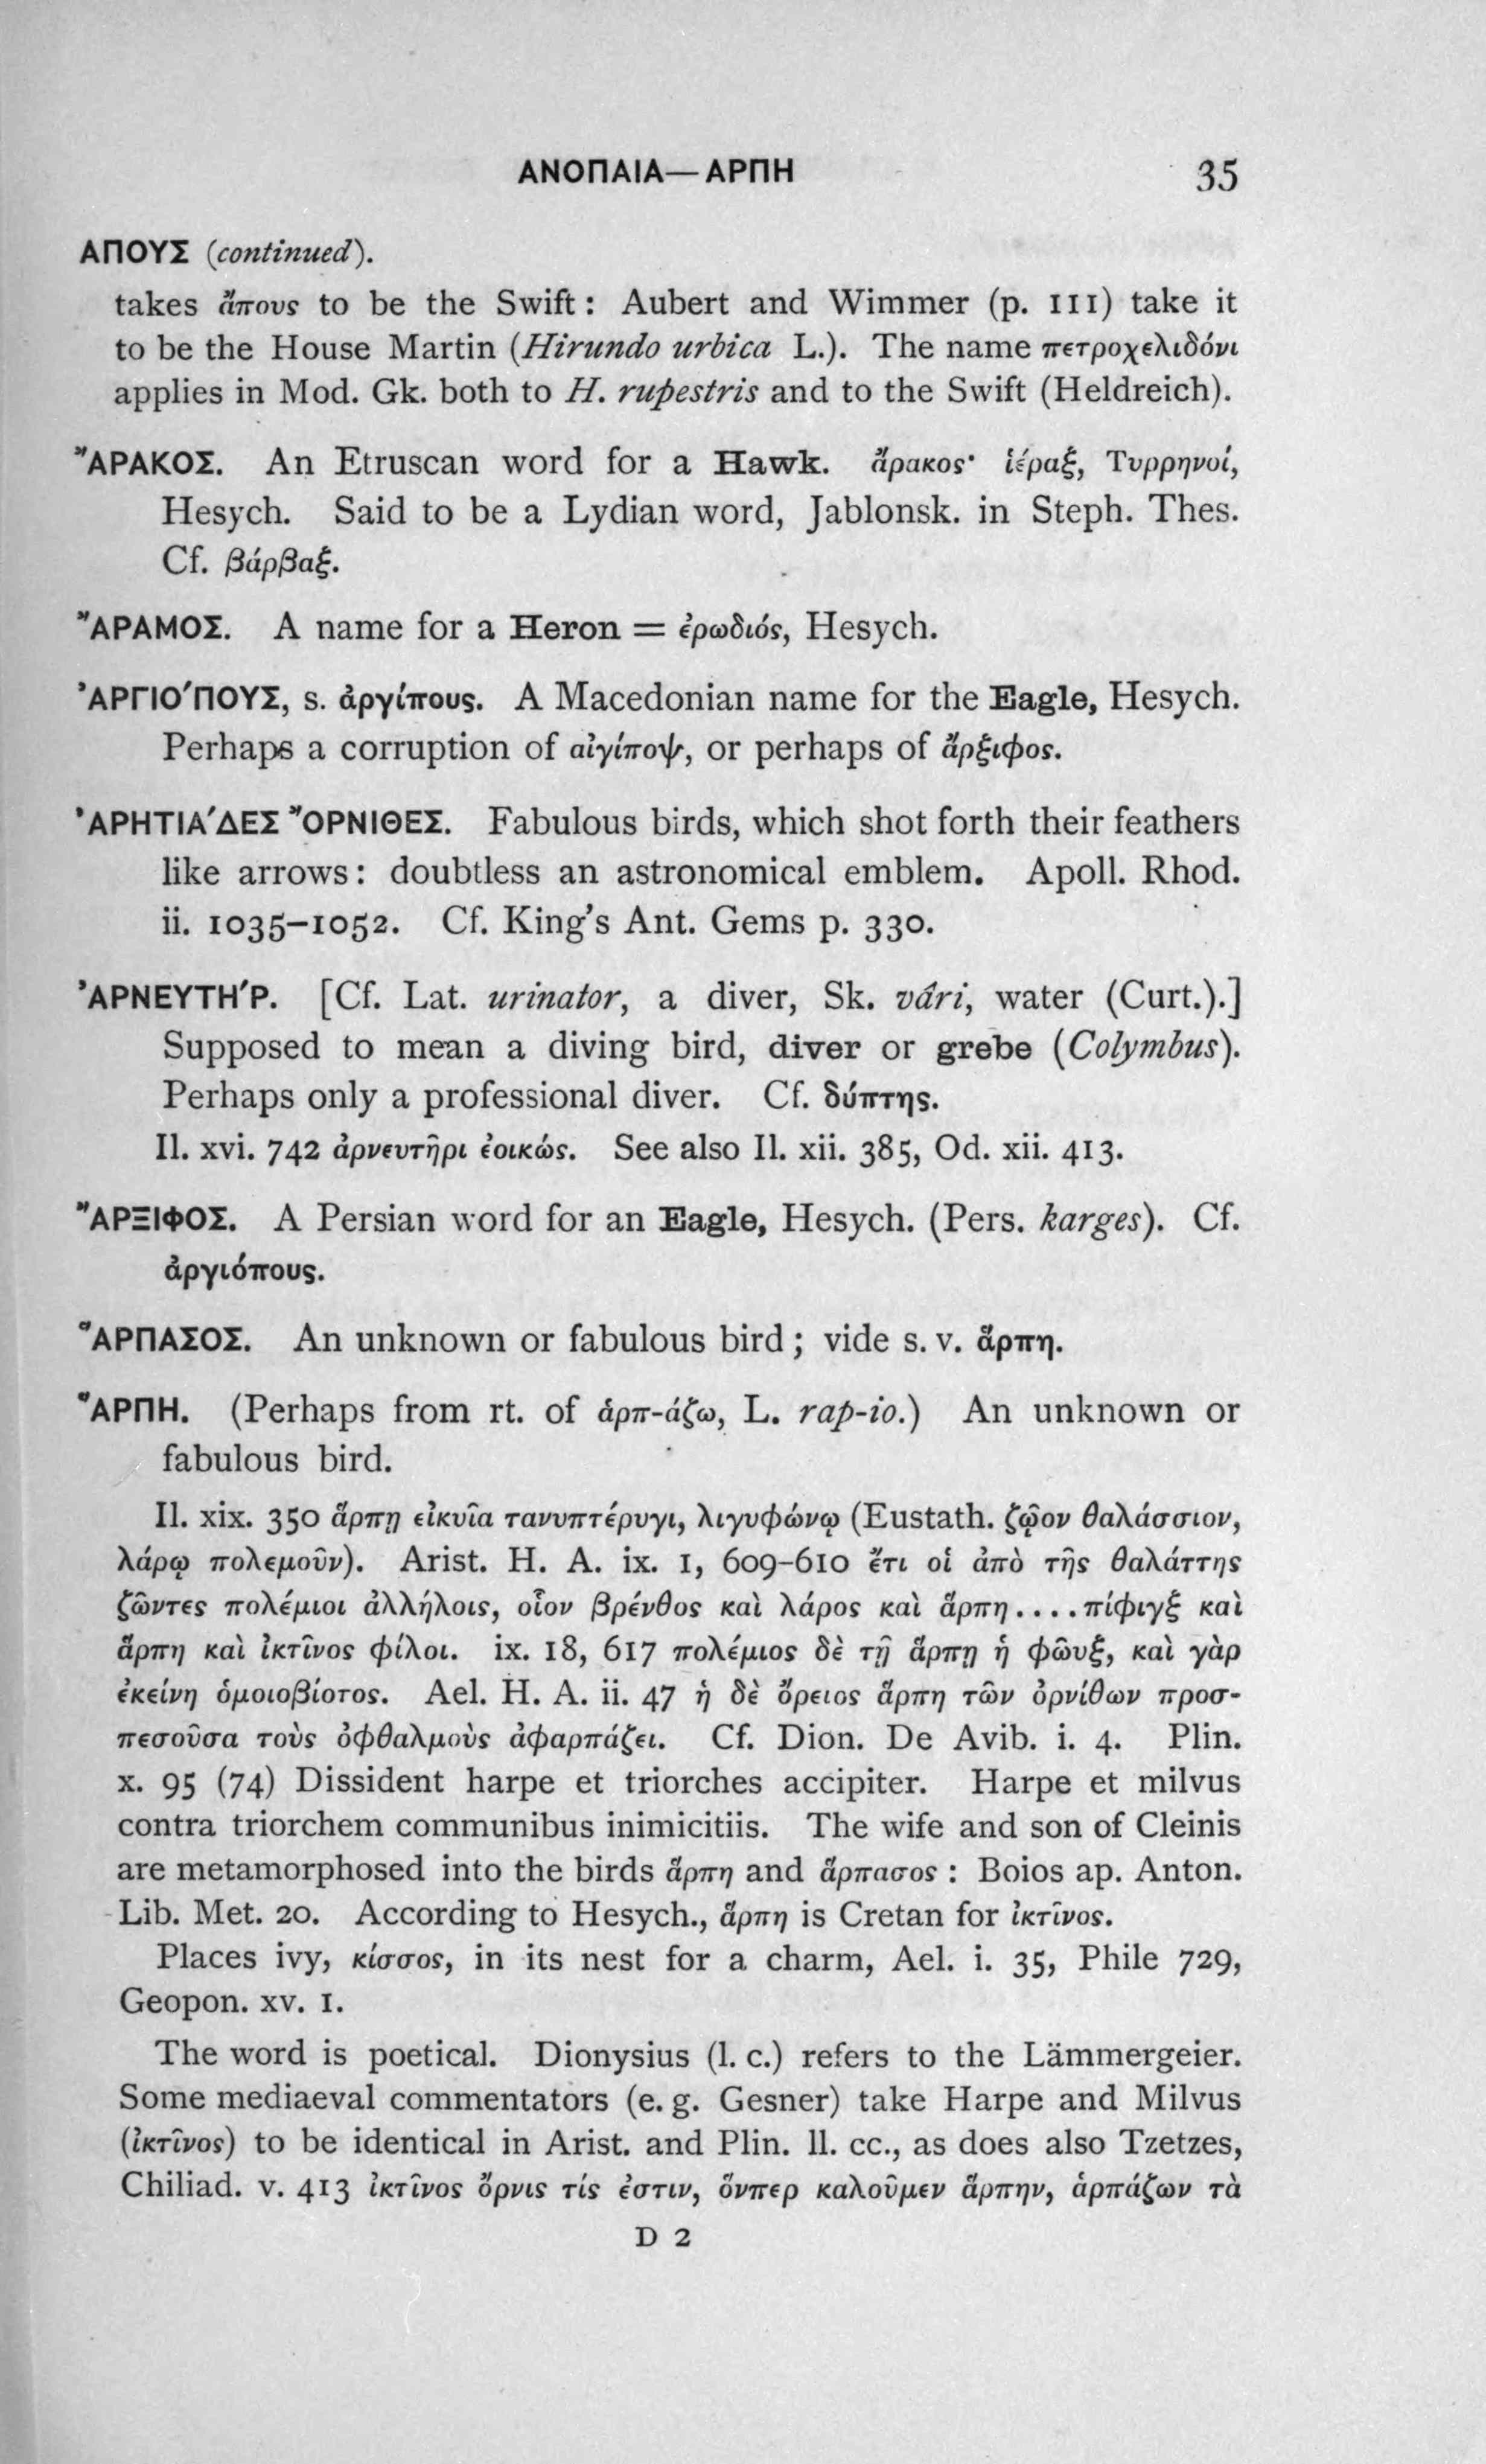 ΑΝΟΠΑΙΑ—ΑΡΠΗ 35
ΑΠΟΥΣ (continued).
takes ἄπους to be the Swift: Aubert and Wimmer (p. 111) take it
to be the House Martin (Hirundo urbica L.). The name πετροχελιδόνι
applies in Mod. Gk. both to H. rupestris and to the Swift (Heldreich).
ἌΡΑΚΟΣ. An Etruscan word for a Hawk. ἄρακος· ἱέραξ, Τυρρηνοί,
Hesych. Said to be a Lydian word, Jablonsk. in Steph. Thes.
Cf. βάρβαξ.
ἌΡΑΜΟΣ. A name for a Heron = ἐρωδιός, Hesych.
ἈΡΓΙΌΠΟΥΣ, s. ἀργίπους. A Macedonian name for the Eagle, Hesych.
Perhaps a corruption of αἰγίποψ, or perhaps of ἄρξιφος.
ἈΡΗΤΙΆΔΕΣ ὌΡΝΙΘΕΣ. Fabulous birds, which shot forth their feathers
like arrows: doubtless an astronomical emblem. Apoll. Rhod.
ii. 1035–1052. Cf. King's Ant. Gems p. 330.
ἈΡΝΕΥΤΉΡ. [Cf. Lat. urinator, a diver, Sk. vâri, water (Curt.).]
Supposed to mean a diving bird, diver or grebe (Colymbus).
Perhaps only a professional diver. Cf. δύπτης.
Il. xvi. 742 ἀρνευτῆρι ἐοικώς. See also Il. xii. 385, Od. xii. 413.
ἌΡΞΙΦΟΣ. A Persian word for an Eagle, Hesych. (Pers. karges). Cf.
ἀργιόπους.
ἍΡΠΑΣΟΣ. An unknown or fabulous bird; vide s. v. ἅρπη.
ἍΡΠΗ. (Perhaps from rt. of ἁρπ-άζω, L. rap-io.) An unknown or
fabulous bird.
Il. xix. 350 ἅρπῃ εἰκυῖα τανυπτέρυγι, λιγυφώνῳ (Eustath. ζῷον θαλάσσιον,
λάρῳ πολεμοῦν). Arist. H. A. ix. 1, 609–610 ἔτι οἱ ἀπὸ τῆς θαλάττης
ζῶντες πολέμιοι ἀλλήλοις, οἷον βρένθος καὶ λάρος καὶ ἅρπη....πίφιγξ καὶ
ἅρπη καὶ ἰκτῖνος φίλοι. ix. 18, 617 πολέμιος δὲ τῇ ἅρπῃ ἡ φῶυξ, καὶ γὰρ
ἐκείνη ὁμοιοβίοτος. Ael. H. A. ii. 47 ἡ δὲ ὄρειος ἅρπη τῶν ὀρνίθων προσ-
πεσοῦσα τοὺς ὀφθαλμοὺς ἀφαρπάζει. Cf. Dion. De Avib. i. 4. Plin.
x. 95 (74) Dissident harpe et triorches accipiter. Harpe et milvus
contra triorchem communibus inimicitiis. The wife and son of Cleinis
are metamorphosed into the birds ἅρπη and ἅρπασος : Boios ap. Anton.
Lib. Met. 20. According to Hesych., ἅρπη is Cretan for ἰκτῖνος.
Places ivy, κίσσος, in its nest for a charm, Ael. i. 35, Phile 729,
Geopon. xv. 1.
The word is poetical. Dionysius (l. c.) refers to the Lämmergeier.
Some mediaeval commentators (e. g. Gesner) take Harpe and Milvus
(ἰκτῖνος) to be identical in Arist. and Plin. ll. cc., as does also Tzetzes,
Chiliad. v. 413 ἰκτῖνος ὄρνις τίς ἐστιν, ὅνπερ καλοῦμεν ἅρπην, ἁρπάζων τὰ
D 2